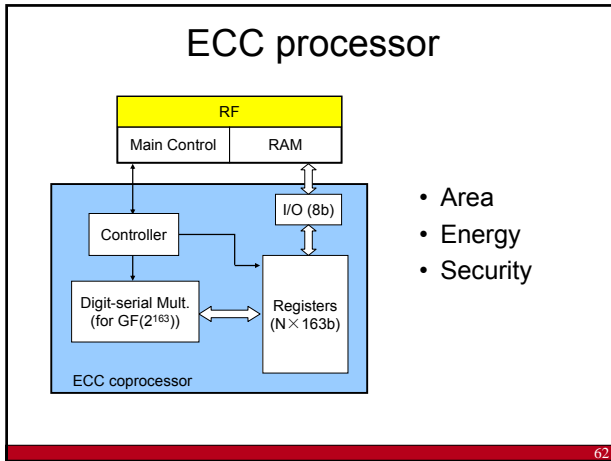 ECC processor
RF
Main Control
RAM
I/O (8b)
Controller
Digit-serial Mult.
(for GF(2¹⁶³))
Registers
(N×163b)
ECC coprocessor
• Area
• Energy
• Security
62